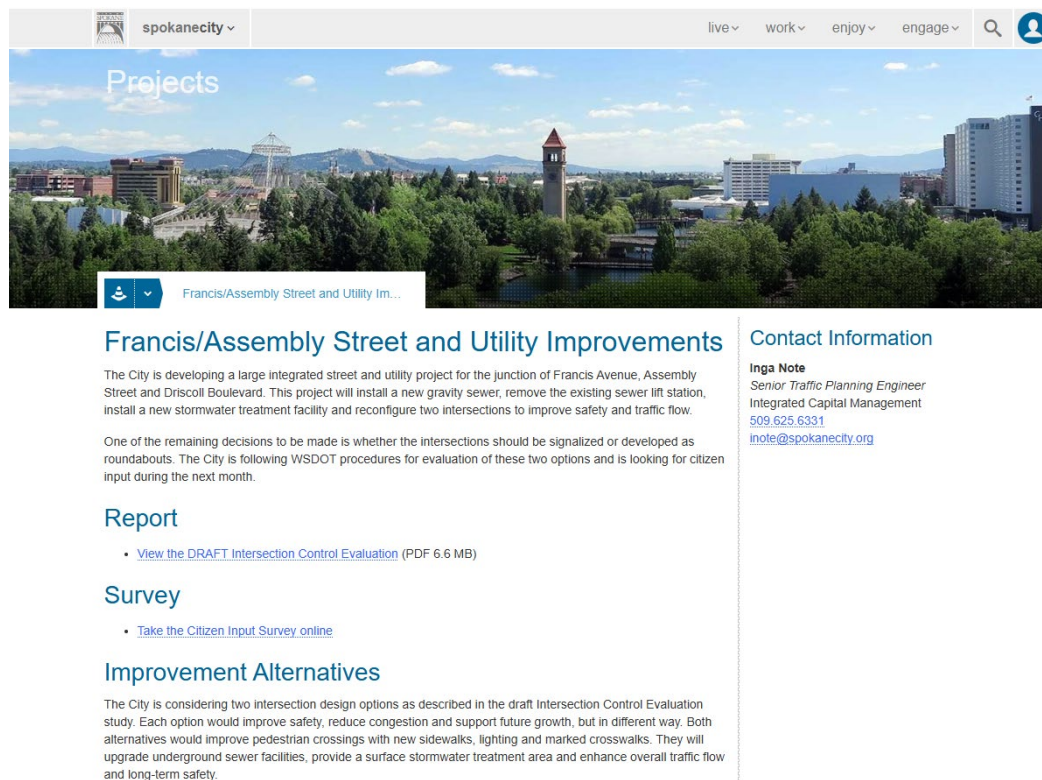 SPOKANE
spokanecity
live
work
enjoy
engage
Projects
Francis/Assembly Street and Utility Im...
Francis/Assembly Street and Utility Improvements
The City is developing a large integrated street and utility project for the junction of Francis Avenue, Assembly
Street and Driscoll Boulevard. This project will install a new gravity sewer, remove the existing sewer lift station,
install a new stormwater treatment facility and reconfigure two intersections to improve safety and traffic flow.
One of the remaining decisions to be made is whether the intersections should be signalized or developed as
roundabouts. The City is following WSDOT procedures for evaluation of these two options and is looking for citizen
input during the next month.
Report
• View the DRAFT Intersection Control Evaluation (PDF 6.6 MB)
Survey
• Take the Citizen Input Survey online
Improvement Alternatives
The City is considering two intersection design options as described in the draft Intersection Control Evaluation
study. Each option would improve safety, reduce congestion and support future growth, but in different way. Both
alternatives would improve pedestrian crossings with new sidewalks, lighting and marked crosswalks. They will
upgrade underground sewer facilities, provide a surface stormwater treatment area and enhance overall traffic flow
and long-term safety.
Contact Information
Inga Note
Senior Traffic Planning Engineer
Integrated Capital Management
509.625.6331
inote@spokanecity.org